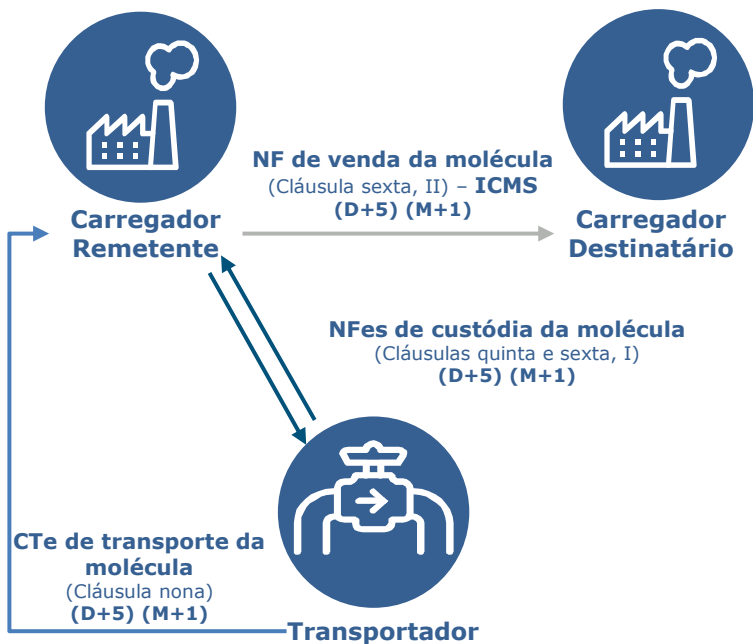 NF de venda da molécula
(Cláusula sexta, II) – ICMS
(D+5) (M+1)
Carregador
Remetente
Carregador
Destinatário
NFes de custódia da molécula
(Cláusulas quinta e sexta, I)
(D+5) (M+1)
CTe de transporte da
molécula
(Cláusula nona)
(D+5) (M+1)
Transportador